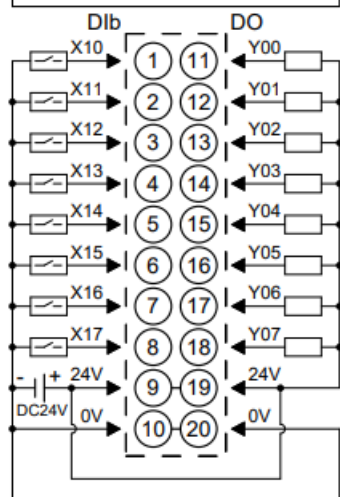 DIb DO
X10 1 11 Y00
X11 2 12 Y01
X12 3 13 Y02
X13 4 14 Y03
X14 5 15 Y04
X15 6 16 Y05
X16 7 17 Y06
X17 8 18 Y07
- + 24V 9 19 24V
DC24V 0V 10 20 0V